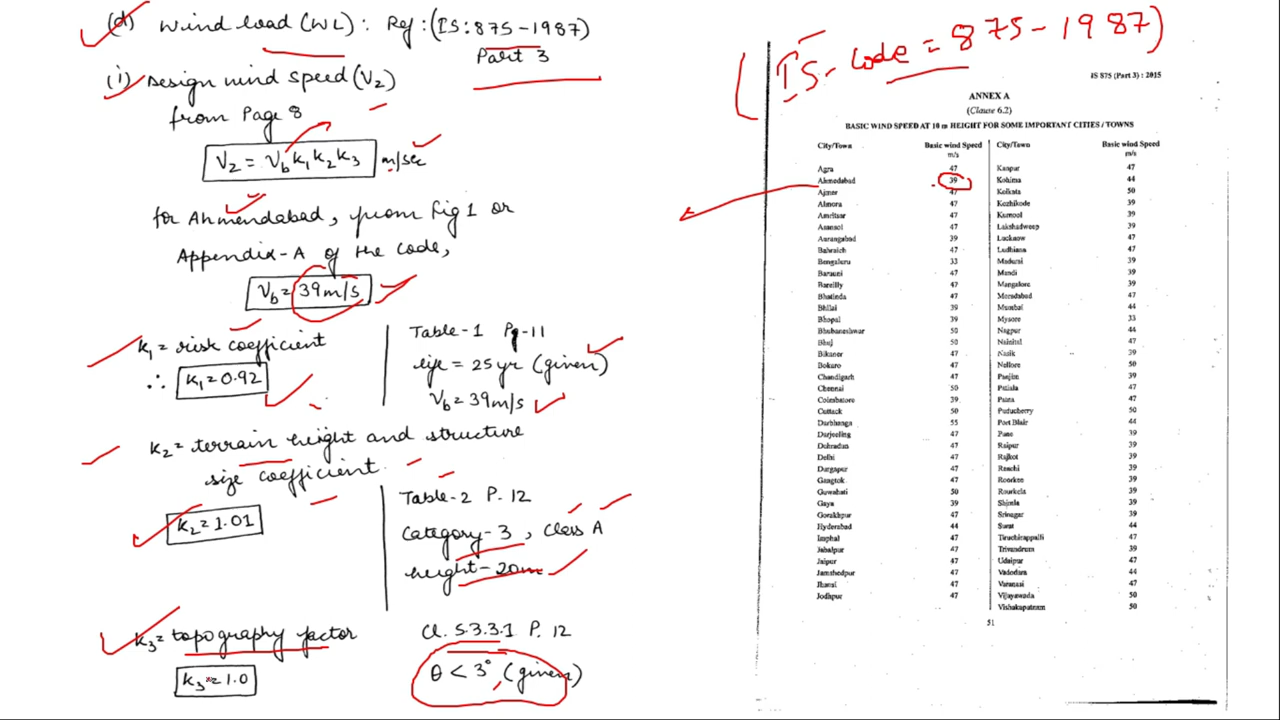 (d) Wind load (WL): Ref: (IS:875-1987)
Part 3
(i) Design wind speed (Vz)
from Page 8
Vz = Vb k1 k2 k3 m/sec
for Ahmendabad, from Fig 1 or
Appendix-A of the code,
Vb = 39 m/s
k1 = risk coefficient
∴ k1 = 0.92
Table-1 Pg-11
life = 25 yr (given)
Vb = 39 m/s
k2 = terrain height and structure
size coefficient
k2 = 1.01
Table-2 P. 12
Category-3, Class A
height-20m
k3 = topography factor
k3 = 1.0
Cl. 5.3.3.1 P. 12
θ < 3°, (given)
(IS-code = 875-1987)
IS 875 (Part 3) : 2015
ANNEX A
(Clause 6.2)
BASIC WIND SPEED AT 10 m HEIGHT FOR SOME IMPORTANT CITIES / TOWNS
City/Town Basic wind Speed City/Town Basic wind Speed
m/s m/s
Agra 47 Kanpur 47
Ahmedabad 39 Kohima 44
Ajmer 47 Kolkata 50
Almora 47 Kozhikode 39
Amritsar 47 Kurnool 39
Asansol 47 Lakshadweep 39
Aurangabad 39 Lucknow 47
Bahraich 47 Ludhiana 47
Bengaluru 33 Madurai 39
Barauni 47 Mandi 39
Bareilly 47 Mangalore 39
Bhatinda 47 Moradabad 47
Bhilai 39 Mumbai 44
Bhopal 39 Mysore 33
Bhubaneshwar 50 Nagpur 44
Bhuj 50 Nainital 47
Bikaner 47 Nasik 39
Bokaro 47 Nellore 50
Chandigarh 47 Panjim 39
Chennai 50 Patiala 47
Coimbatore 39 Patna 47
Cuttack 50 Puducherry 50
Darbhanga 55 Port Blair 44
Darjeeling 47 Pune 39
Dehradun 47 Raipur 39
Delhi 47 Rajkot 39
Durgapur 47 Ranchi 39
Gangtok 47 Roorkee 39
Guwahati 50 Rourkela 39
Gaya 39 Shimla 39
Gorakhpur 47 Srinagar 39
Hyderabad 44 Surat 44
Imphal 47 Tiruchirappalli 47
Jabalpur 47 Trivandrum 39
Jaipur 47 Udaipur 47
Jamshedpur 47 Vadodara 44
Jhansi 47 Varanasi 47
Jodhpur 47 Vijayawada 50
Vishakapatnam 50
51